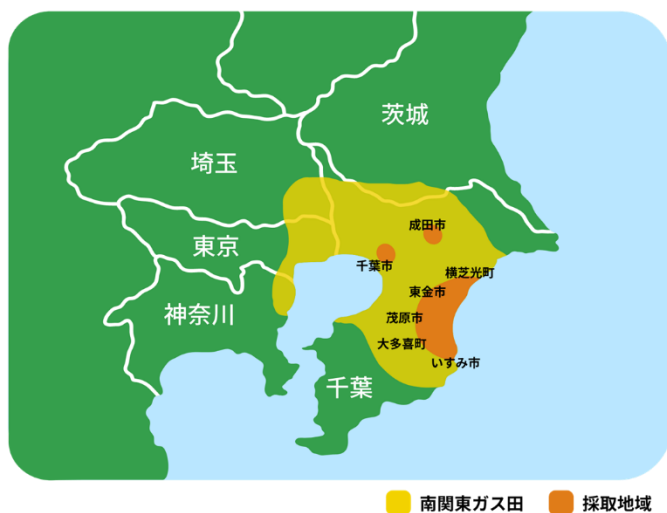 茨城
埼玉
成田市
東京
千葉市
横芝光町
東金市
神奈川
茂原市
大多喜町
いすみ市
千葉
南関東ガス田
採取地域